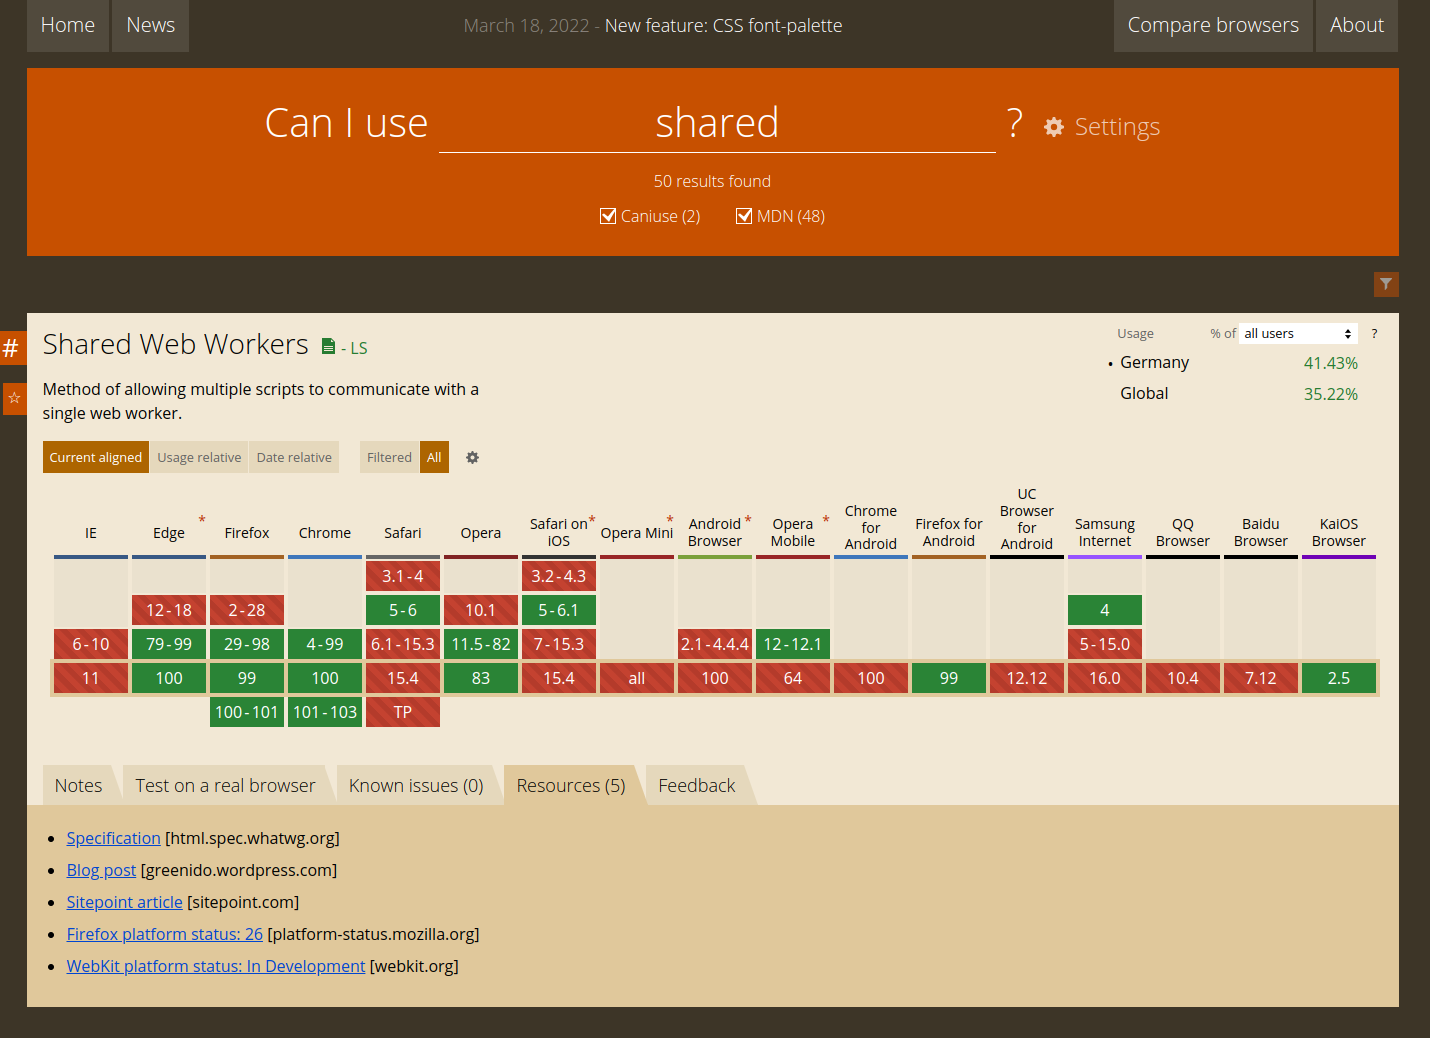 Home News March 18, 2022 - New feature: CSS font-palette Compare browsers About
Can I use shared ? Settings
50 results found
Caniuse (2) MDN (48)
#
Shared Web Workers - LS
Usage % of all users ?
Germany 41.43%
Global 35.22%
Method of allowing multiple scripts to communicate with a
single web worker.
Current aligned Usage relative Date relative Filtered All
IE Edge * Firefox Chrome Safari Opera Safari on iOS * Opera Mini * Android Browser * Opera Mobile * Chrome for Android Firefox for Android UC Browser for Android Samsung Internet QQ Browser Baidu Browser KaiOS Browser
3.1-4 3.2-4.3
12-18 2-28 5-6 10.1 5-6.1 4
6-10 79-99 29-98 4-99 6.1-15.3 11.5-82 7-15.3 2.1-4.4.4 12-12.1 5-15.0
11 100 99 100 15.4 83 15.4 all 100 64 100 99 12.12 16.0 10.4 7.12 2.5
100-101 101-103 TP
Notes Test on a real browser Known issues (0) Resources (5) Feedback
Specification [html.spec.whatwg.org]
Blog post [greenido.wordpress.com]
Sitepoint article [sitepoint.com]
Firefox platform status: 26 [platform-status.mozilla.org]
WebKit platform status: In Development [webkit.org]